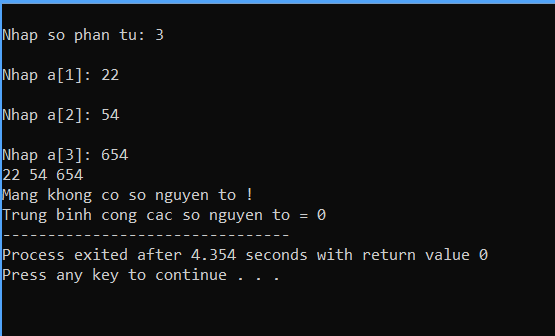 Nhap so phan tu: 3
Nhap a[1]: 22
Nhap a[2]: 54
Nhap a[3]: 654
22 54 654
Mang khong co so nguyen to !
Trung binh cong cac so nguyen to = 0
--------------------------------
Process exited after 4.354 seconds with return value 0
Press any key to continue . . .